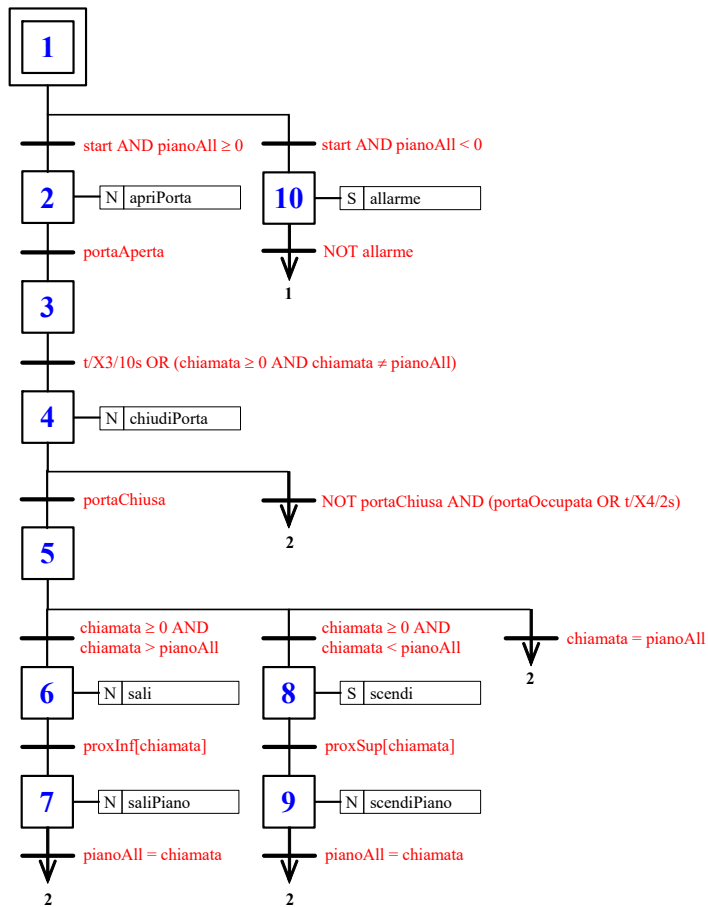 1
start AND pianoAll ≥ 0
start AND pianoAll < 0
2
N apriPorta
10
S allarme
portaAperta
NOT allarme
1
3
t/X3/10s OR (chiamata ≥ 0 AND chiamata ≠ pianoAll)
4
N chiudiPorta
portaChiusa
NOT portaChiusa AND (portaOccupata OR t/X4/2s)
2
5
chiamata ≥ 0 AND
chiamata > pianoAll
chiamata ≥ 0 AND
chiamata < pianoAll
chiamata = pianoAll
2
6
N sali
8
S scendi
proxInf[chiamata]
proxSup[chiamata]
7
N saliPiano
9
N scendiPiano
pianoAll = chiamata
pianoAll = chiamata
2
2